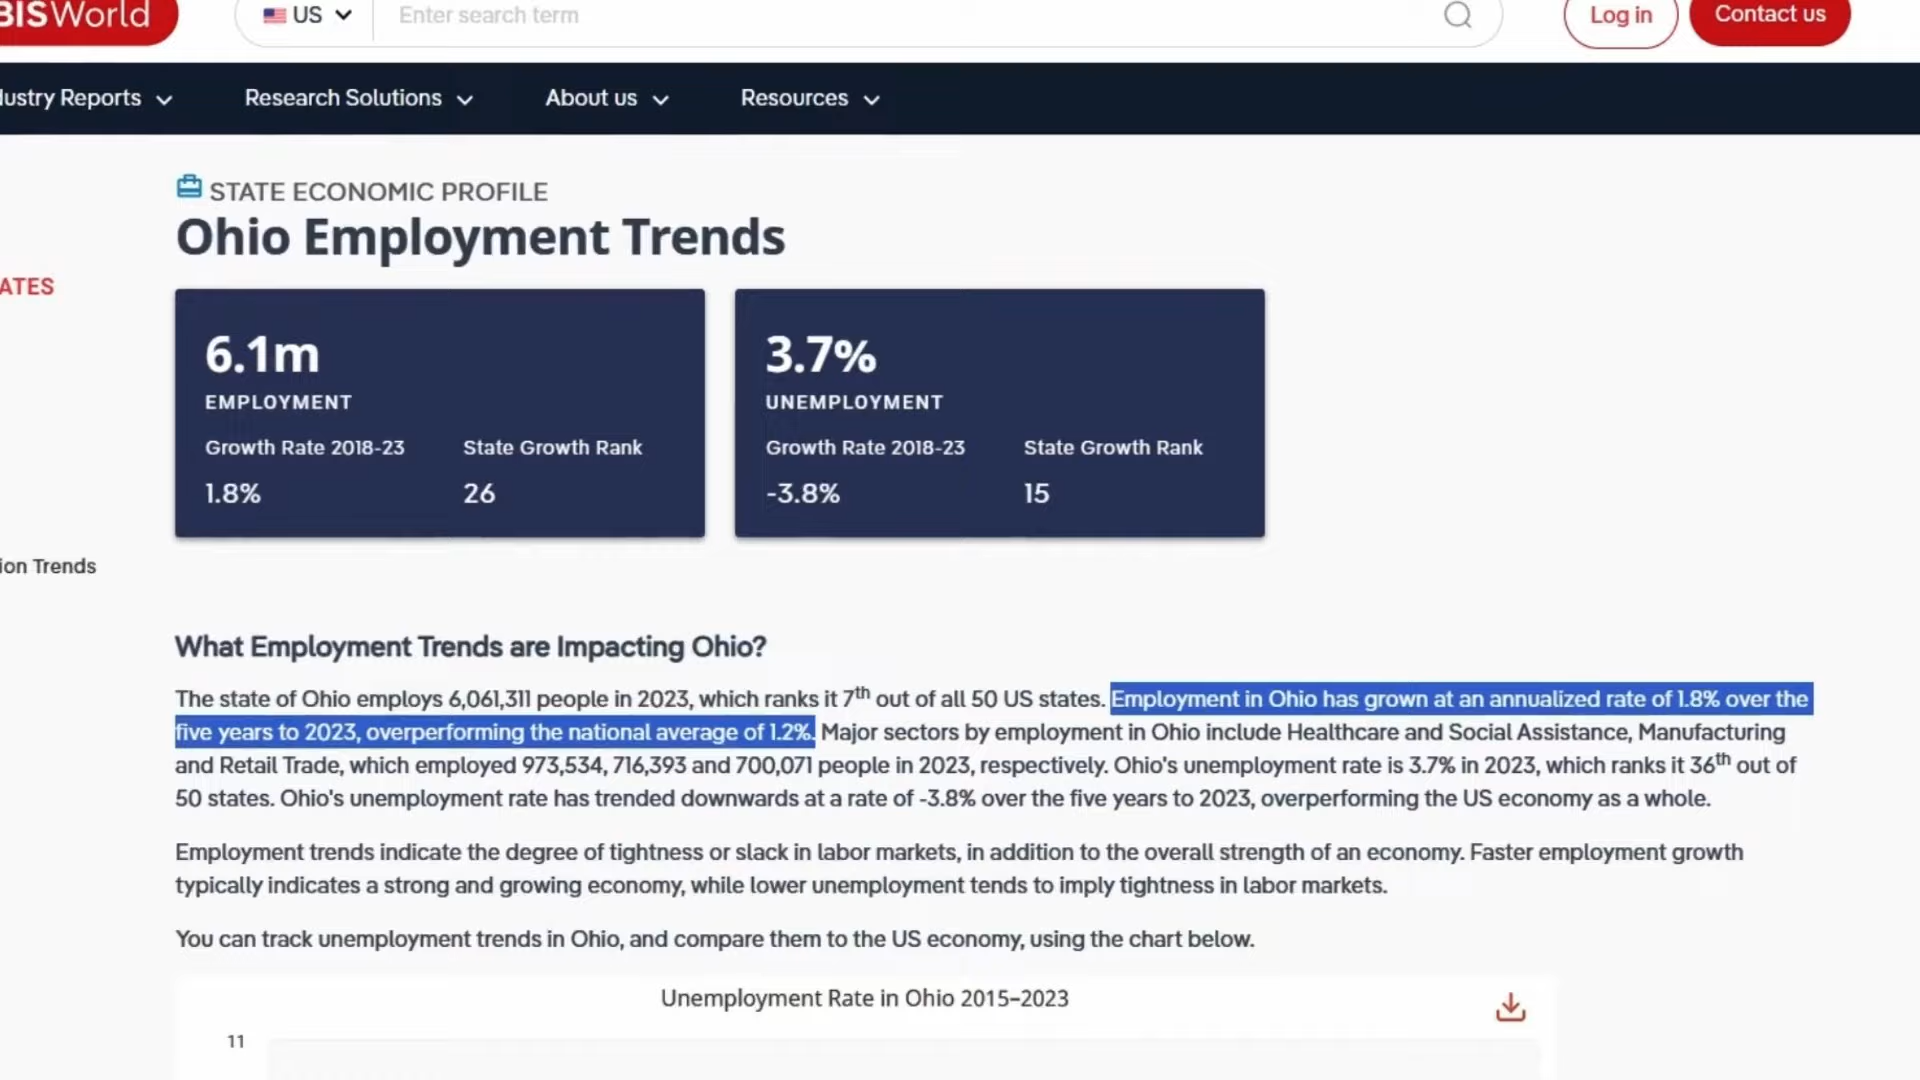 BISWorld
US
Enter search term
Log in
Contact us
dustry Reports
Research Solutions
About us
Resources
STATE ECONOMIC PROFILE
Ohio Employment Trends
ATES
6.1m
EMPLOYMENT
Growth Rate 2018-23
State Growth Rank
1.8%
26
3.7%
UNEMPLOYMENT
Growth Rate 2018-23
State Growth Rank
-3.8%
15
ion Trends
What Employment Trends are Impacting Ohio?
The state of Ohio employs 6,061,311 people in 2023, which ranks it 7th out of all 50 US states. Employment in Ohio has grown at an annualized rate of 1.8% over the
five years to 2023, overperforming the national average of 1.2%. Major sectors by employment in Ohio include Healthcare and Social Assistance, Manufacturing
and Retail Trade, which employed 973,534, 716,393 and 700,071 people in 2023, respectively. Ohio's unemployment rate is 3.7% in 2023, which ranks it 36th out of
50 states. Ohio's unemployment rate has trended downwards at a rate of -3.8% over the five years to 2023, overperforming the US economy as a whole.
Employment trends indicate the degree of tightness or slack in labor markets, in addition to the overall strength of an economy. Faster employment growth
typically indicates a strong and growing economy, while lower unemployment tends to imply tightness in labor markets.
You can track unemployment trends in Ohio, and compare them to the US economy, using the chart below.
Unemployment Rate in Ohio 2015–2023
11